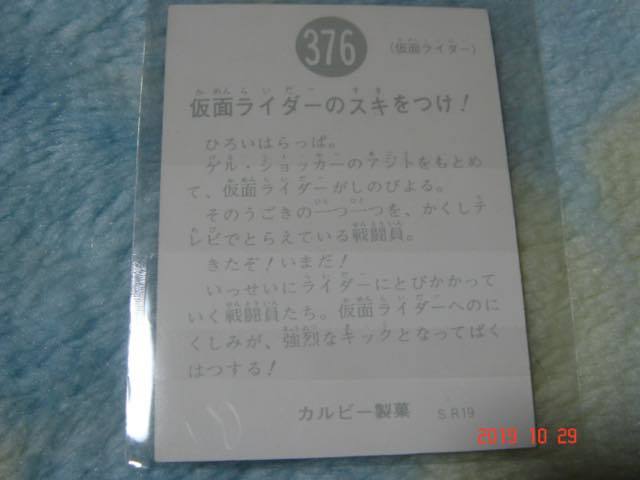 376
(仮面ライダー)
仮面ライダーのスキをつけ!
ひろいはらっぱ。
ゲル・ショッカーのアジトをもとめ
て、仮面ライダーがしのびよる。
そのうごきの一つ一つを、かくしテ
レビでとらえている戦闘員。
きたぞ!いまだ!
いっせいにライダーにとびかかって
いく戦闘員たち。仮面ライダーへのに
くしみが、強烈なキックとなってばく
はつする!
カルビー製菓 S.R19
2019 10 29